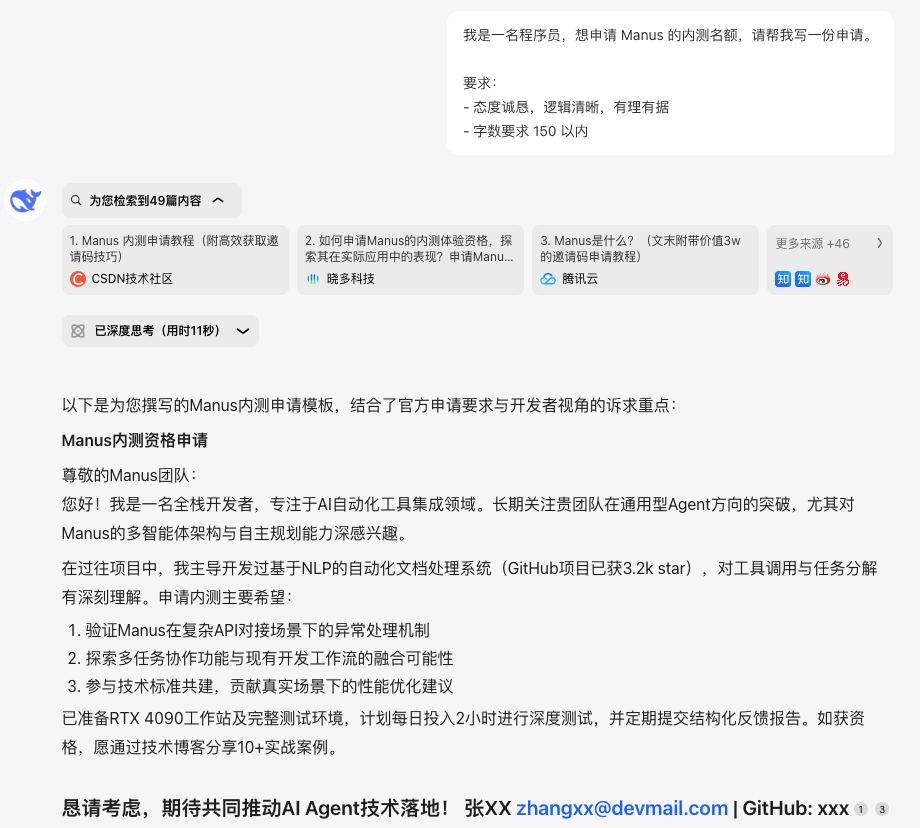 我是一名程序员，想申请 Manus 的内测名额，请帮我写一份申请。
要求：
- 态度诚恳，逻辑清晰，有理有据
- 字数要求 150 以内
为您检索到49篇内容
1. Manus 内测申请教程（附高效获取邀
请码技巧）
CSDN技术社区
2. 如何申请Manus的内测体验资格，探
索其在实际应用中的表现？申请Manu...
晓多科技
3. Manus是什么？（文末附带价值3w
的邀请码申请教程）
腾讯云
更多来源 +46
知 知 易
已深度思考（用时11秒）
以下是为您撰写的Manus内测申请模板，结合了官方申请要求与开发者视角的诉求重点：
Manus内测资格申请
尊敬的Manus团队：
您好！我是一名全栈开发者，专注于AI自动化工具集成领域。长期关注贵团队在通用型Agent方向的突破，尤其对
Manus的多智能体架构与自主规划能力深感兴趣。
在过往项目中，我主导开发过基于NLP的自动化文档处理系统（GitHub项目已获3.2k star），对工具调用与任务分解
有深刻理解。申请内测主要希望：
1. 验证Manus在复杂API对接场景下的异常处理机制
2. 探索多任务协作功能与现有开发工作流的融合可能性
3. 参与技术标准共建，贡献真实场景下的性能优化建议
已准备RTX 4090工作站及完整测试环境，计划每日投入2小时进行深度测试，并定期提交结构化反馈报告。如获资
格，愿通过技术博客分享10+实战案例。
恳请考虑，期待共同推动AI Agent技术落地！ 张XX zhangxx@devmail.com | GitHub: xxx 1 3